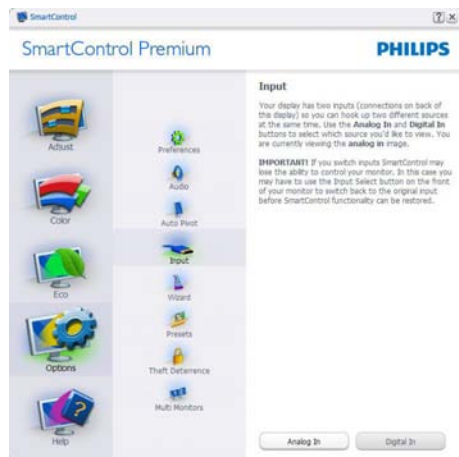 SmartControl
SmartControl Premium
PHILIPS
Adjust
Color
Eco
Options
Help
Preferences
Audio
Auto Pivot
Input
Wizard
Presets
Theft Deterrence
Multi Monitors
Input
Your display has two inputs (connections on back of
this display) so you can hook up two different sources
at the same time. Use the Analog In and Digital In
buttons to select which source you'd like to view. You
are currently viewing the analog in image.
IMPORTANT! If you switch inputs SmartControl may
lose the ability to control your monitor. In this case you
may have to use the Input Select button on the front
of your monitor to switch back to the original input
before SmartControl functionality can be restored.
Analog In
Digital In